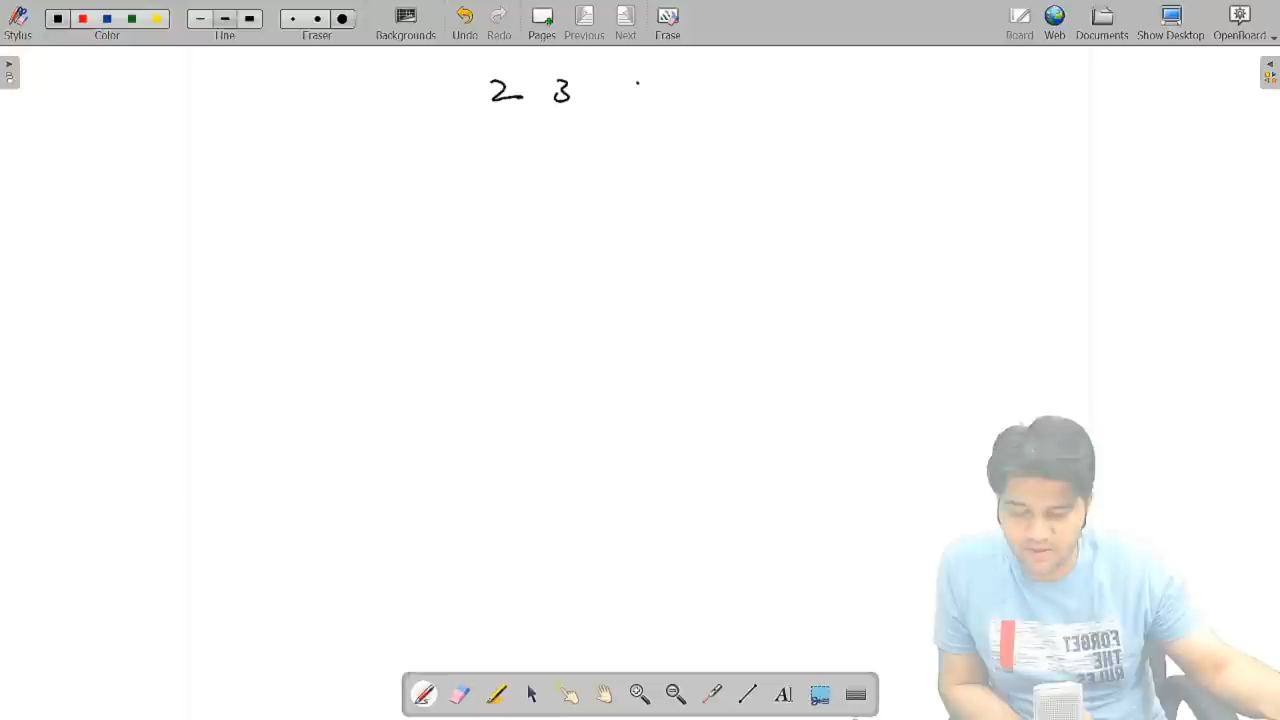 Stylus Color Line Eraser Backgrounds Undo Redo Pages Previous Next Erase Board Web Documents Show Desktop OpenBoard
2 3
FORGET
THE
RULES